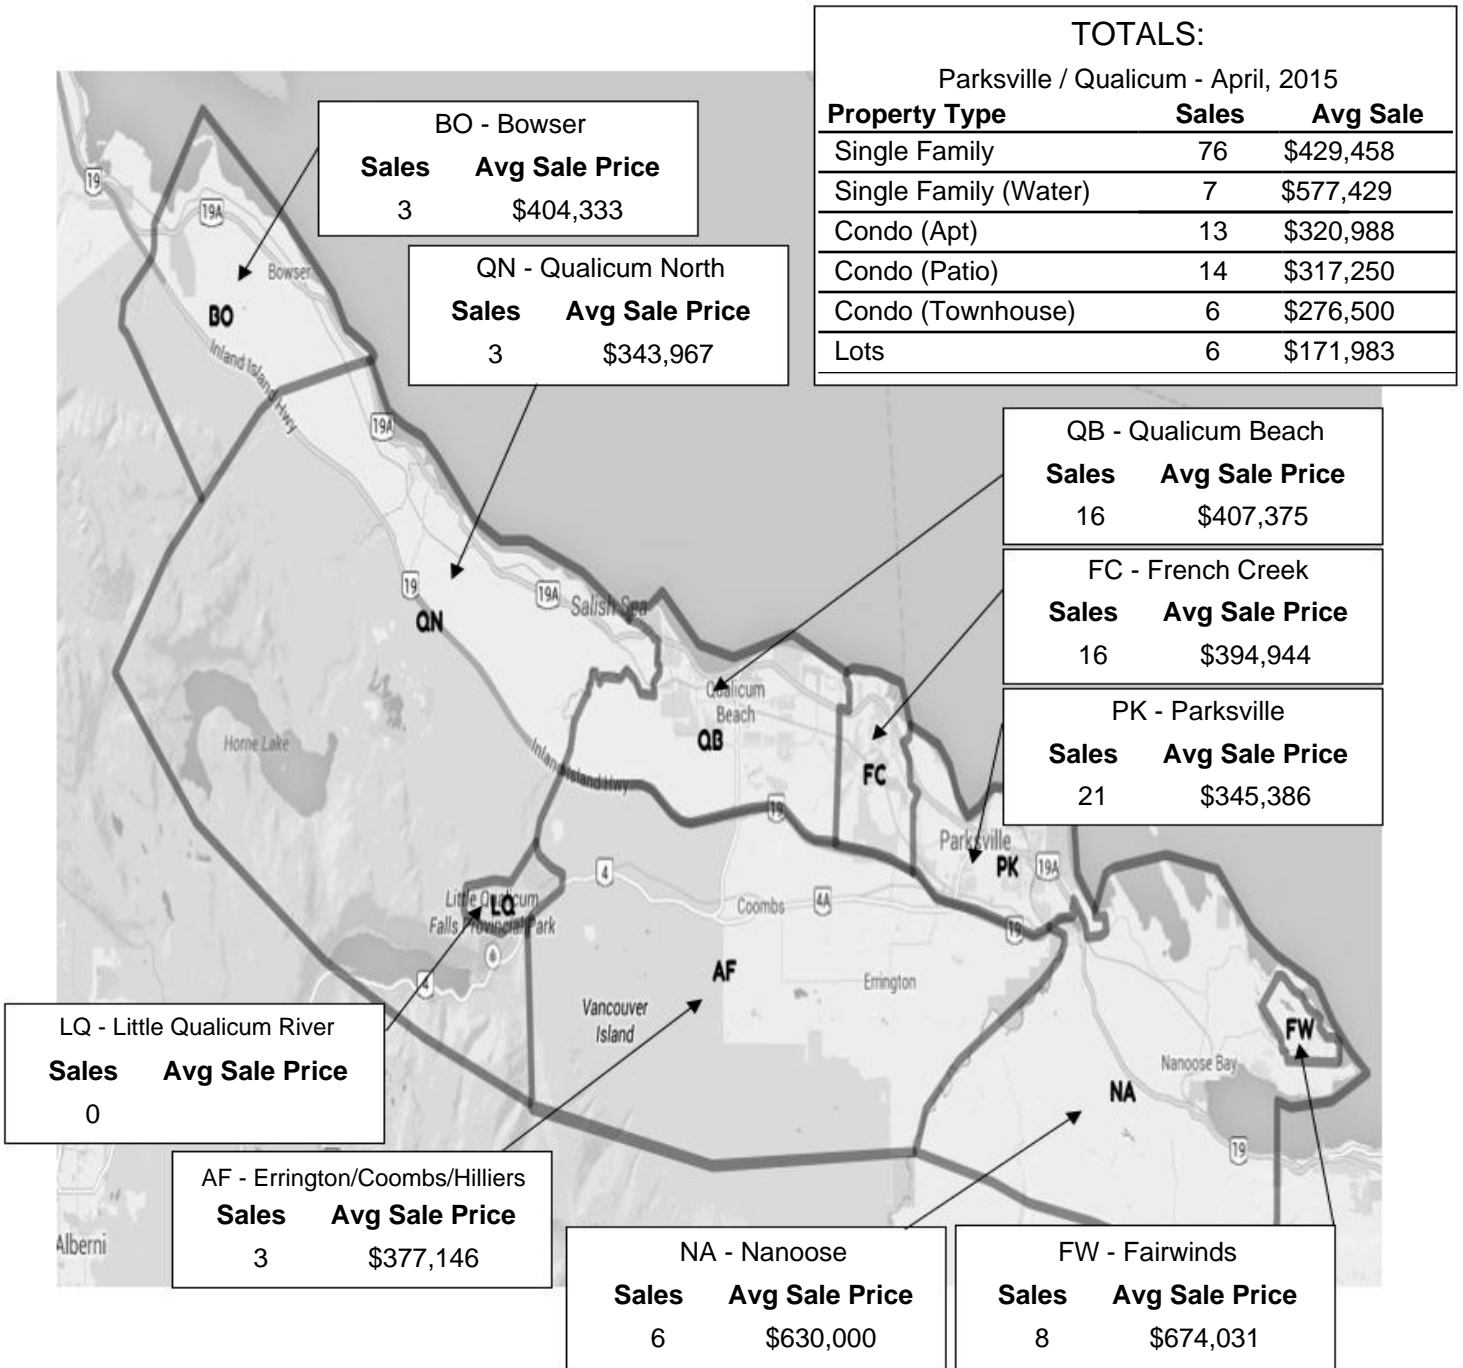 TOTALS:
Parksville / Qualicum - April, 2015
Property Type Sales Avg Sale
Single Family 76 $429,458
Single Family (Water) 7 $577,429
Condo (Apt) 13 $320,988
Condo (Patio) 14 $317,250
Condo (Townhouse) 6 $276,500
Lots 6 $171,983
BO - Bowser
Sales Avg Sale Price
3 $404,333
QN - Qualicum North
Sales Avg Sale Price
3 $343,967
QB - Qualicum Beach
Sales Avg Sale Price
16 $407,375
FC - French Creek
Sales Avg Sale Price
16 $394,944
PK - Parksville
Sales Avg Sale Price
21 $345,386
LQ - Little Qualicum River
Sales Avg Sale Price
0
AF - Errington/Coombs/Hilliers
Sales Avg Sale Price
3 $377,146
NA - Nanoose
Sales Avg Sale Price
6 $630,000
FW - Fairwinds
Sales Avg Sale Price
8 $674,031
19
19A
Bowser
BO
Inland Island Hwy
19A
19
19A
Salish Sea
QN
Qualicum
Beach
QB
Horne Lake
Inland Island Hwy
FC
19
Parksville
PK
19A
4
Little Qualicum
LQ
Falls Provincial Park
Coombs
4A
19
4
AF
Errington
Vancouver
Island
FW
Nanoose Bay
NA
19
Alberni